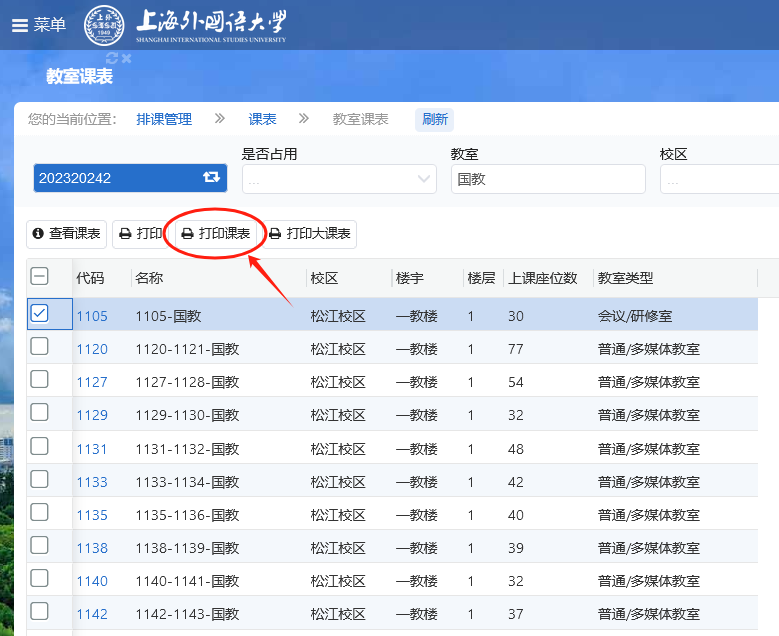 菜单
上海外国语大学
SHANGHAI INTERNATIONAL STUDIES UNIVERSITY
1949
教室课表
您的当前位置: 排课管理 课表 教室课表 刷新
是否占用 教室 校区
202320242 ... 国教 ...
查看课表 打印 打印课表 打印大课表
代码 名称 校区 楼宇 楼层 上课座位数 教室类型
1105 1105-国教 松江校区 一教楼 1 30 会议/研修室
1120 1120-1121-国教 松江校区 一教楼 1 77 普通/多媒体教室
1127 1127-1128-国教 松江校区 一教楼 1 54 普通/多媒体教室
1129 1129-1130-国教 松江校区 一教楼 1 32 普通/多媒体教室
1131 1131-1132-国教 松江校区 一教楼 1 48 普通/多媒体教室
1133 1133-1134-国教 松江校区 一教楼 1 42 普通/多媒体教室
1135 1135-1136-国教 松江校区 一教楼 1 40 普通/多媒体教室
1138 1138-1139-国教 松江校区 一教楼 1 39 普通/多媒体教室
1140 1140-1141-国教 松江校区 一教楼 1 32 普通/多媒体教室
1142 1142-1143-国教 松江校区 一教楼 1 37 普通/多媒体教室